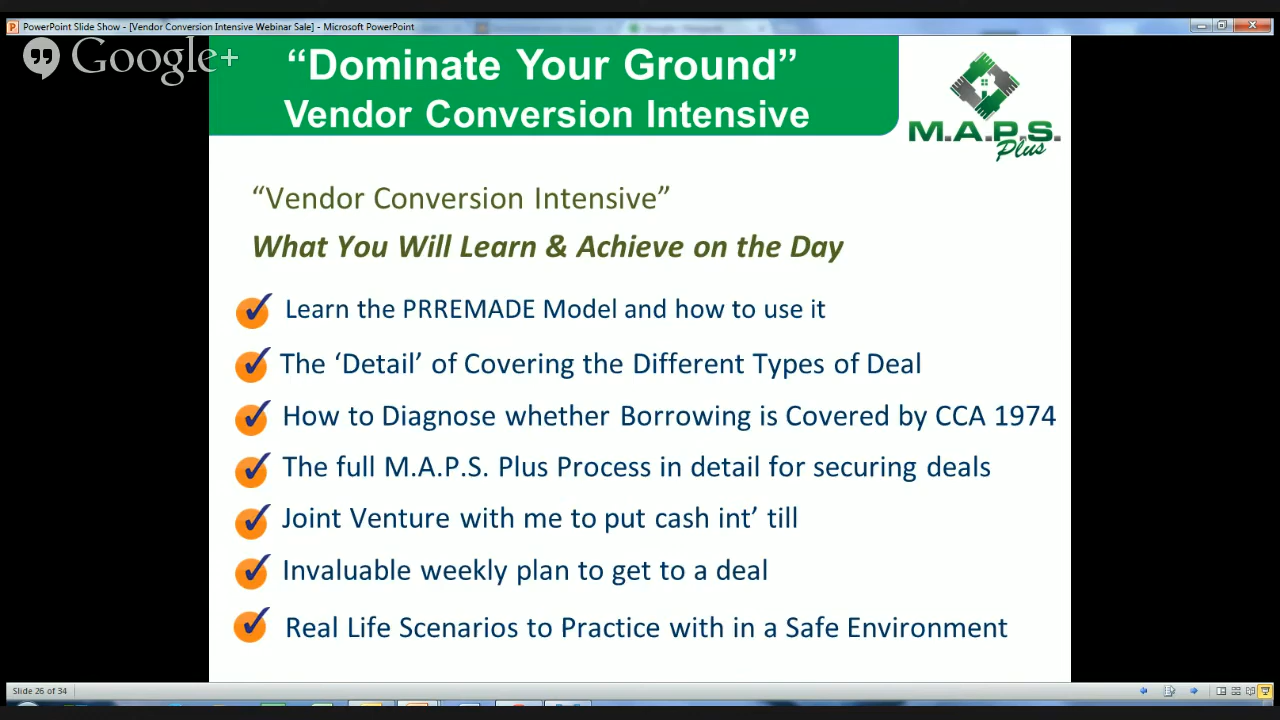 PowerPoint Slide Show - [Vendor Conversion Intensive Webinar Sale] - Microsoft PowerPoint
Google+
“Dominate Your Ground”
Vendor Conversion Intensive
M.A.P.S.
Plus
“Vendor Conversion Intensive”
What You Will Learn & Achieve on the Day
Learn the PRREMADE Model and how to use it
The ‘Detail’ of Covering the Different Types of Deal
How to Diagnose whether Borrowing is Covered by CCA 1974
The full M.A.P.S. Plus Process in detail for securing deals
Joint Venture with me to put cash int’ till
Invaluable weekly plan to get to a deal
Real Life Scenarios to Practice with in a Safe Environment
Slide 26 of 34